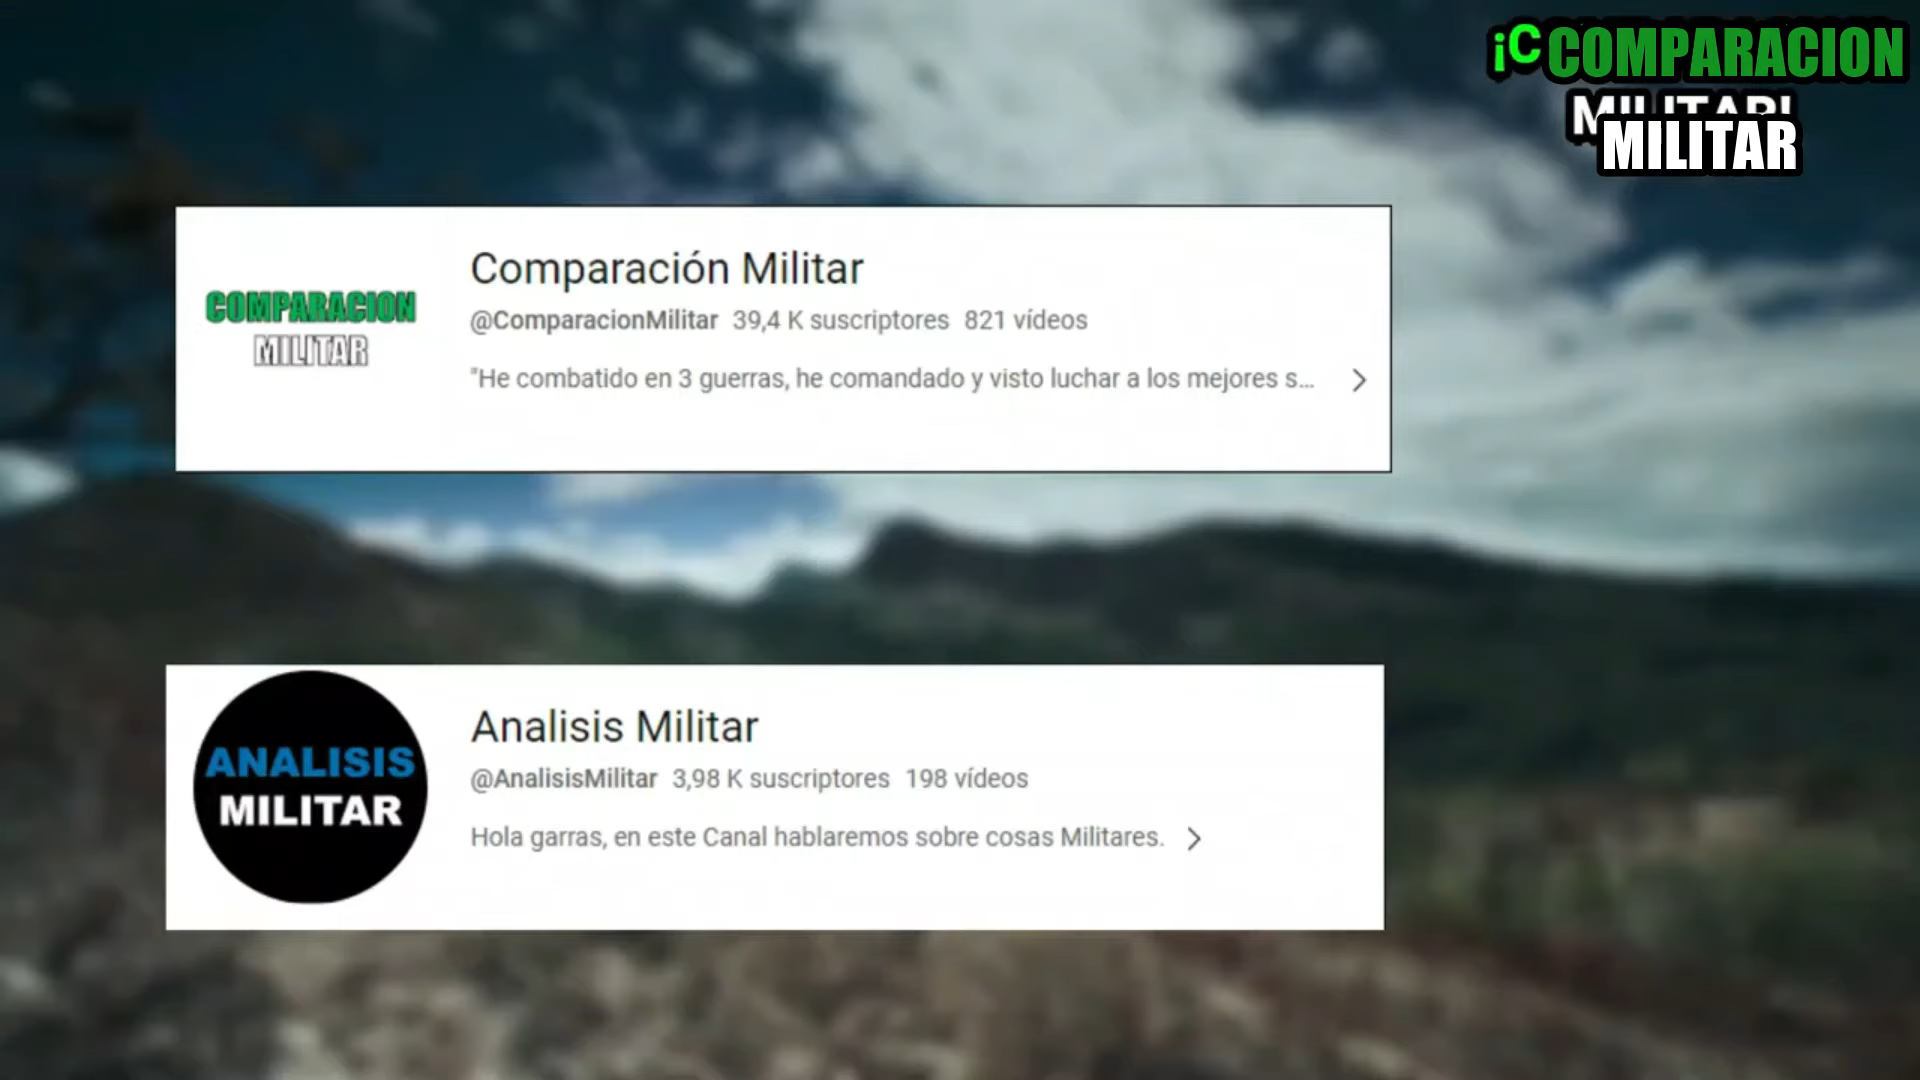 ¡C COMPARACION
MILITAR!
MILITAR
COMPARACION
MILITAR
Comparación Militar
@ComparacionMilitar 39,4 K suscriptores 821 vídeos
"He combatido en 3 guerras, he comandado y visto luchar a los mejores s...
ANALISIS
MILITAR
Analisis Militar
@AnalisisMilitar 3,98 K suscriptores 198 vídeos
Hola garras, en este Canal hablaremos sobre cosas Militares.